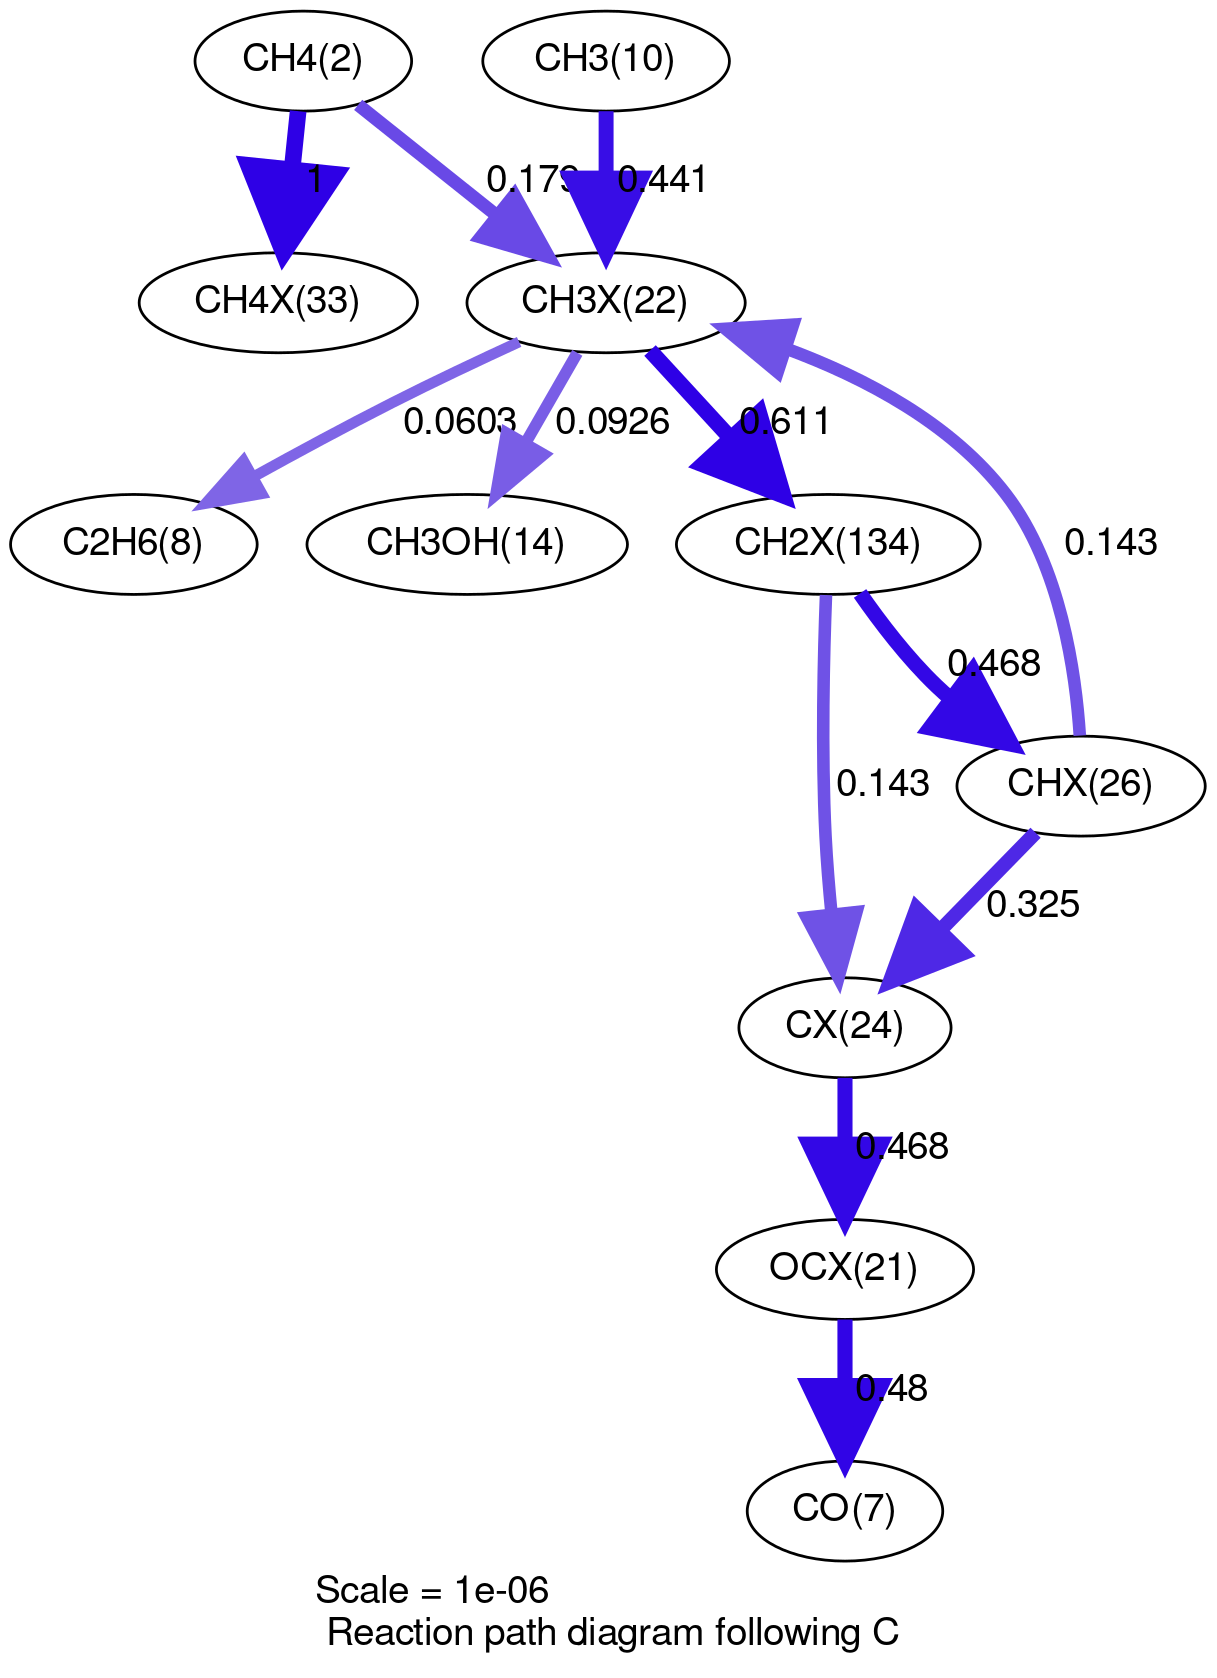 CH4(2)
CH3(10)
1
0.179
0.441
CH4X(33)
CH3X(22)
0.0603
0.0926
0.611
C2H6(8)
CH3OH(14)
CH2X(134)
0.143
0.468
0.143
CHX(26)
0.325
CX(24)
0.468
OCX(21)
0.48
CO(7)
Scale = 1e-06
Reaction path diagram following C